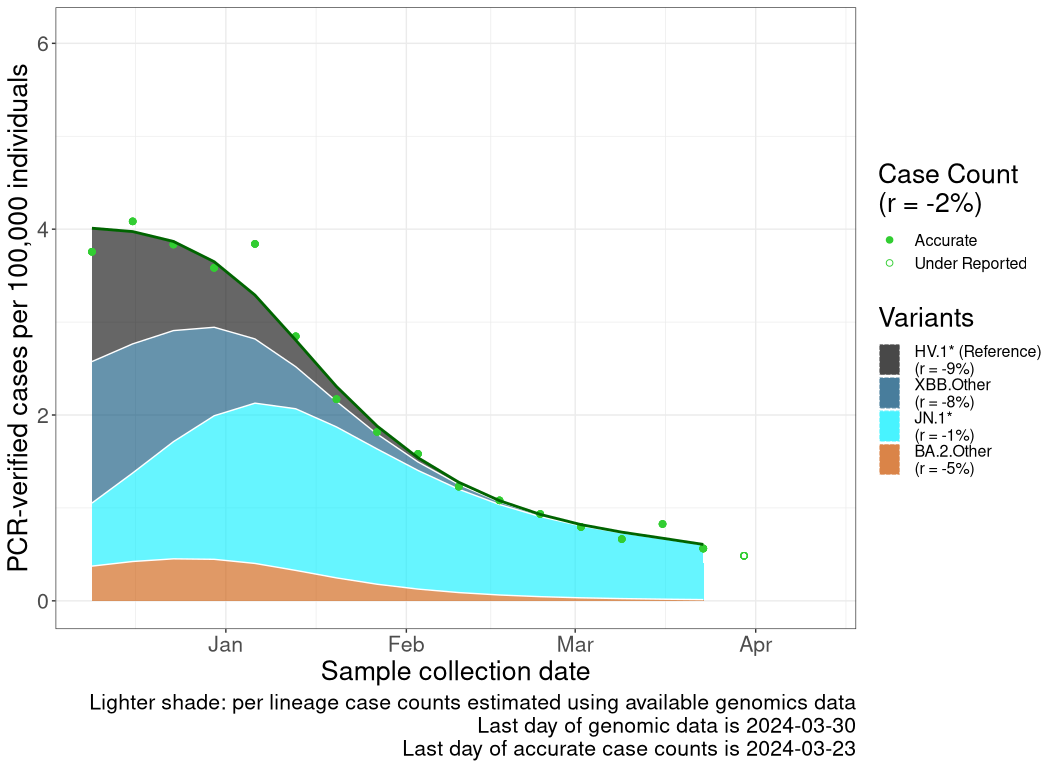 PCR-verified cases per 100,000 individuals
6
4
2
0
Jan
Feb
Mar
Apr
Sample collection date
Lighter shade: per lineage case counts estimated using available genomics data
Last day of genomic data is 2024-03-30
Last day of accurate case counts is 2024-03-23
Case Count
(r = -2%)
Accurate
Under Reported
Variants
HV.1* (Reference)
(r = -9%)
XBB.Other
(r = -8%)
JN.1*
(r = -1%)
BA.2.Other
(r = -5%)